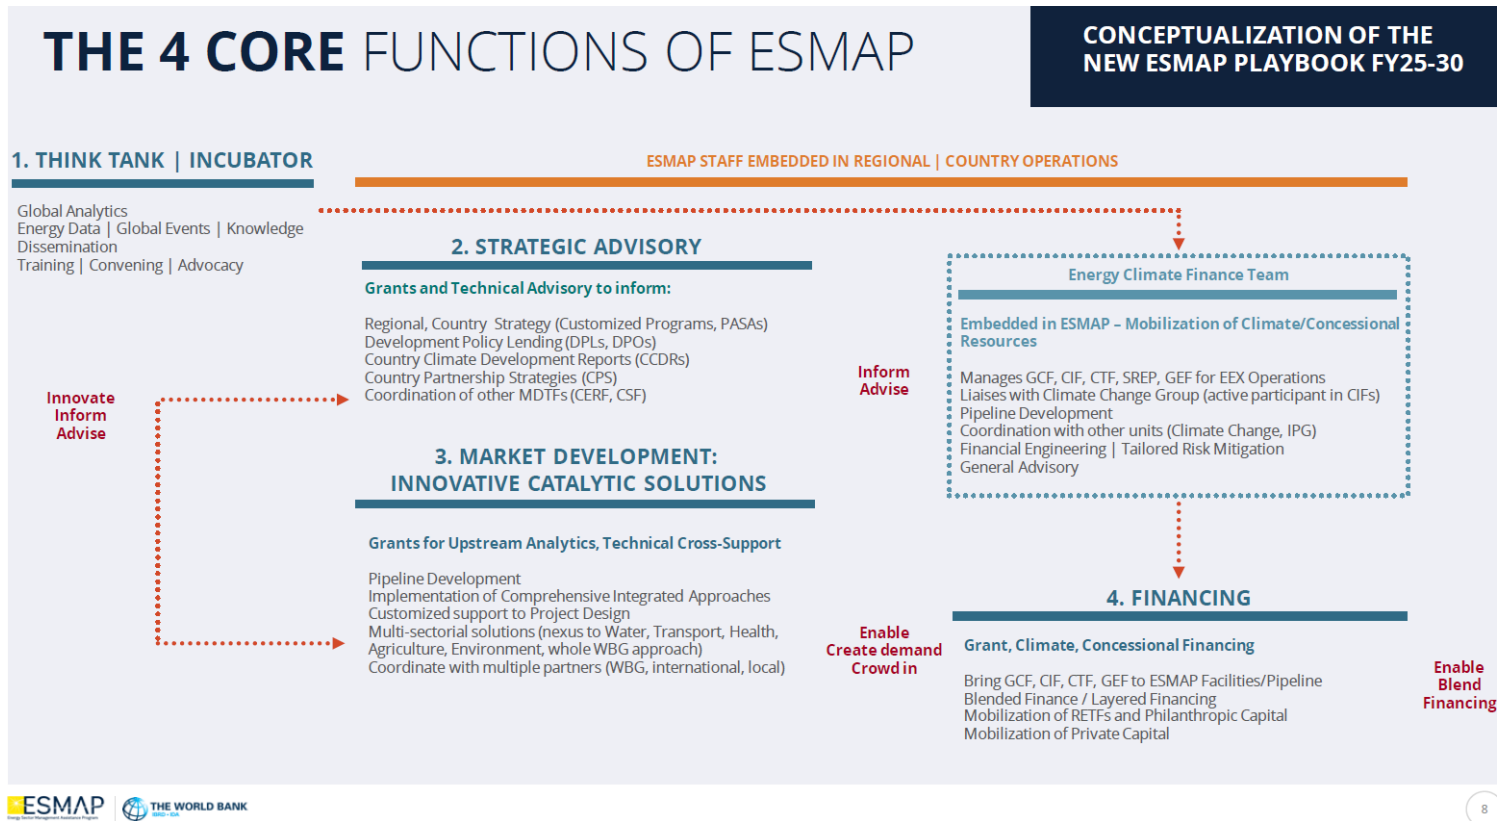 THE 4 CORE FUNCTIONS OF ESMAP
CONCEPTUALIZATION OF THE
NEW ESMAP PLAYBOOK FY25-30
1. THINK TANK | INCUBATOR
Global Analytics
Energy Data | Global Events | Knowledge
Dissemination
Training | Convening | Advocacy
ESMAP STAFF EMBEDDED IN REGIONAL | COUNTRY OPERATIONS
Innovate
Inform
Advise
2. STRATEGIC ADVISORY
Grants and Technical Advisory to inform:
Regional, Country Strategy (Customized Programs, PASAs)
Development Policy Lending (DPLs, DPOs)
Country Climate Development Reports (CCDRs)
Country Partnership Strategies (CPS)
Coordination of other MDTFs (CERF, CSF)
Inform
Advise
Energy Climate Finance Team
Embedded in ESMAP – Mobilization of Climate/Concessional
Resources
Manages GCF, CIF, CTF, SREP, GEF for EEX Operations
Liaises with Climate Change Group (active participant in CIFs)
Pipeline Development
Coordination with other units (Climate Change, IPG)
Financial Engineering | Tailored Risk Mitigation
General Advisory
3. MARKET DEVELOPMENT:
INNOVATIVE CATALYTIC SOLUTIONS
Grants for Upstream Analytics, Technical Cross-Support
Pipeline Development
Implementation of Comprehensive Integrated Approaches
Customized support to Project Design
Multi-sectorial solutions (nexus to Water, Transport, Health,
Agriculture, Environment, whole WBG approach)
Coordinate with multiple partners (WBG, international, local)
Enable
Create demand
Crowd in
4. FINANCING
Grant, Climate, Concessional Financing
Bring GCF, CIF, CTF, GEF to ESMAP Facilities/Pipeline
Blended Finance / Layered Financing
Mobilization of RETFs and Philanthropic Capital
Mobilization of Private Capital
Enable
Blend
Financing
ESMAP
Energy Sector Management Assistance Program
THE WORLD BANK
IBRD • IDA
8